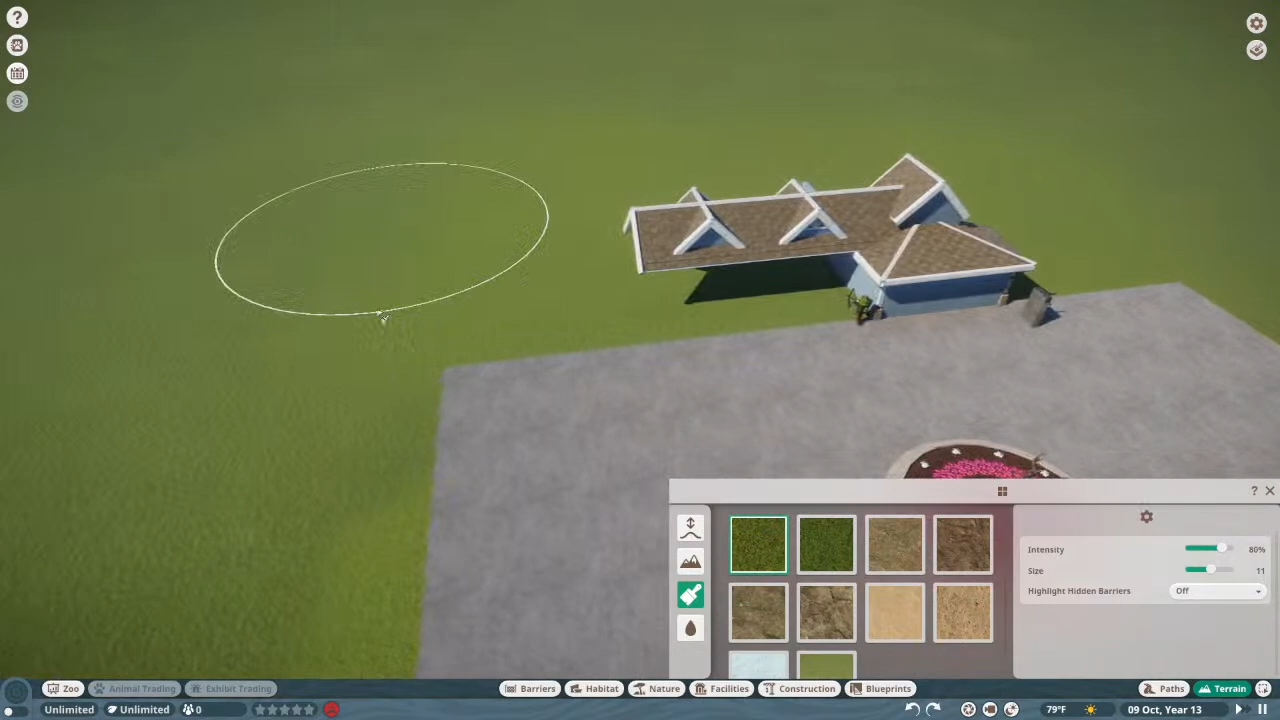 ?
?
Intensity 80%
Size 11
Highlight Hidden Barriers Off
Zoo Animal Trading Exhibit Trading Barriers Habitat Nature Facilities Construction Blueprints Paths Terrain
Unlimited Unlimited 0 79°F 09 Oct, Year 13